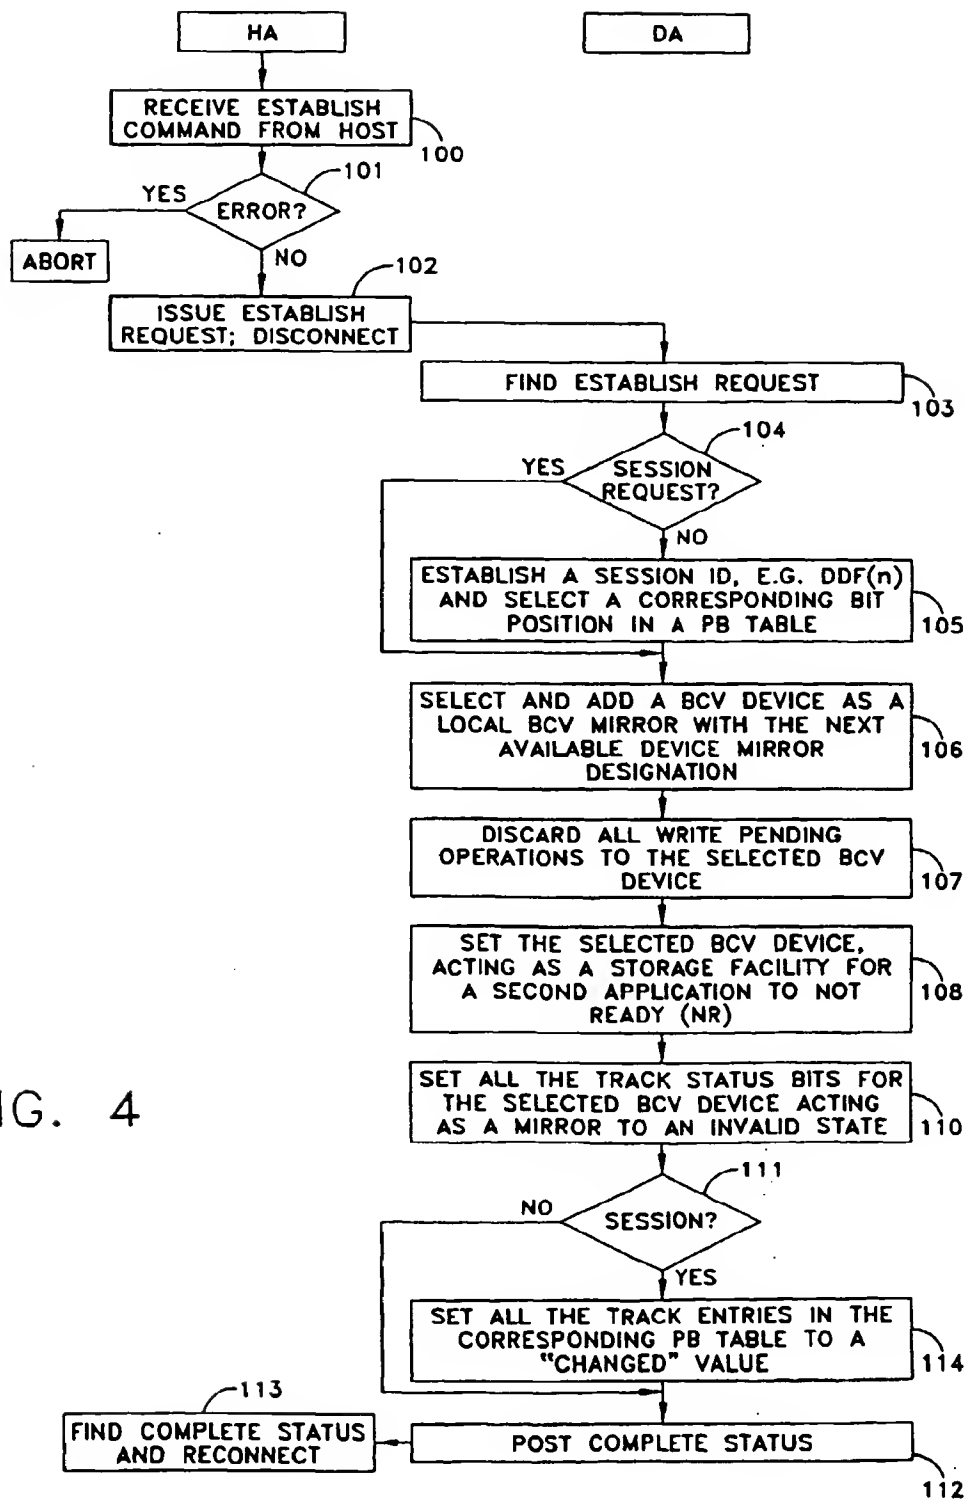 HA
DA
RECEIVE ESTABLISH
COMMAND FROM HOST
100
101
YES
ERROR?
ABORT
NO
102
ISSUE ESTABLISH
REQUEST; DISCONNECT
FIND ESTABLISH REQUEST
103
104
YES
SESSION
REQUEST?
NO
ESTABLISH A SESSION ID, E.G. DDF(n)
AND SELECT A CORRESPONDING BIT
POSITION IN A PB TABLE
105
SELECT AND ADD A BCV DEVICE AS A
LOCAL BCV MIRROR WITH THE NEXT
AVAILABLE DEVICE MIRROR
DESIGNATION
106
DISCARD ALL WRITE PENDING
OPERATIONS TO THE SELECTED BCV
DEVICE
107
SET THE SELECTED BCV DEVICE,
ACTING AS A STORAGE FACILITY FOR
A SECOND APPLICATION TO NOT
READY (NR)
108
SET ALL THE TRACK STATUS BITS FOR
THE SELECTED BCV DEVICE ACTING
AS A MIRROR TO AN INVALID STATE
110
IG. 4
111
NO
SESSION?
YES
SET ALL THE TRACK ENTRIES IN THE
CORRESPONDING PB TABLE TO A
"CHANGED" VALUE
114
113
FIND COMPLETE STATUS
AND RECONNECT
POST COMPLETE STATUS
112